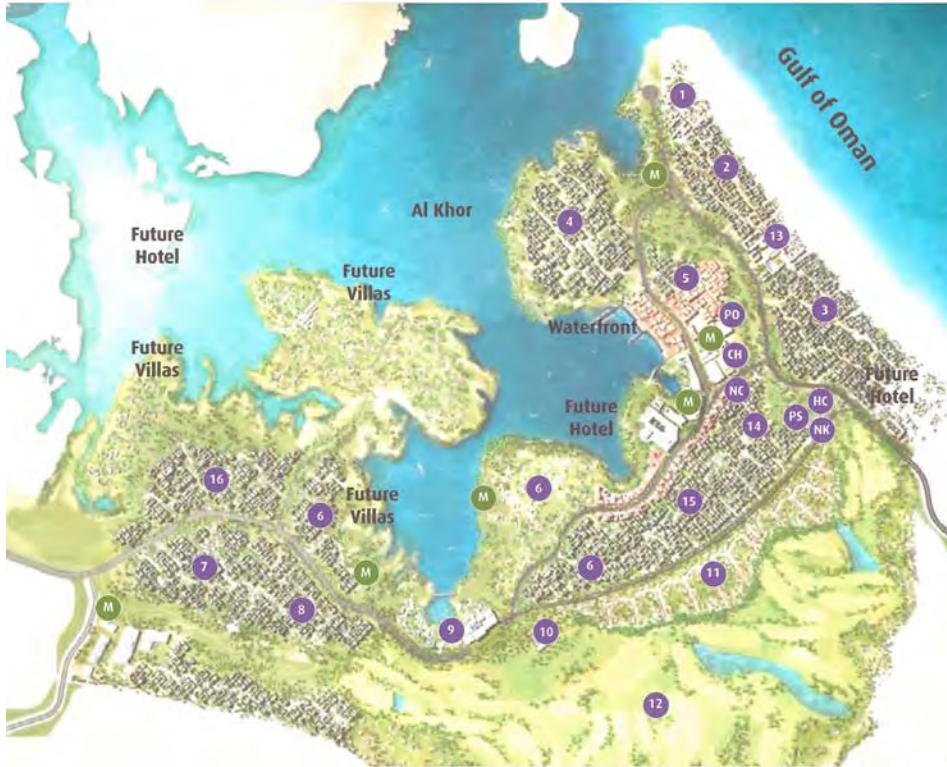 Gulf of Oman
1
2
M
Al Khor
4
13
Future
Hotel
Future
Villas
5
3
PO
Waterfront
M
CH
Future
Villas
Future
Hotel
NC
M
HC
PS
14
NK
Future
Hotel
16
6
Future
Villas
M
6
15
7
M
6
11
M
8
9
10
12